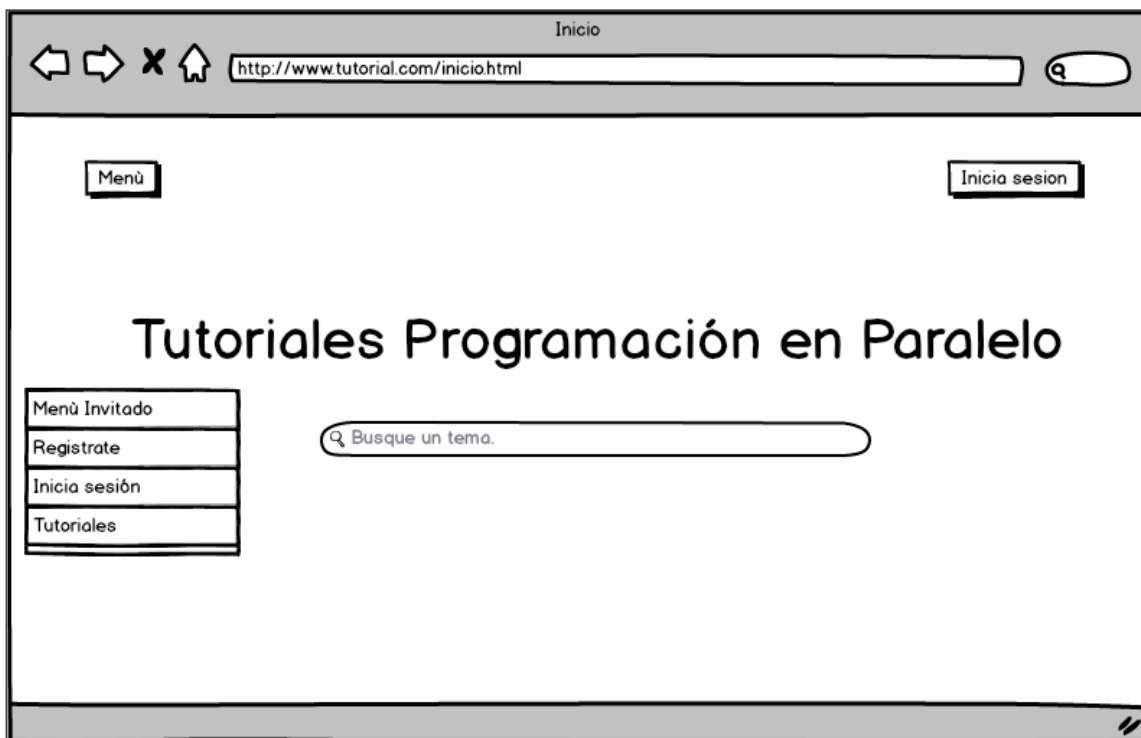 Inicio
http://www.tutorial.com/inicio.html
Menù
Inicia sesion
Tutoriales Programación en Paralelo
Menù Invitado
Registrate
Inicia sesión
Tutoriales
Busque un tema.